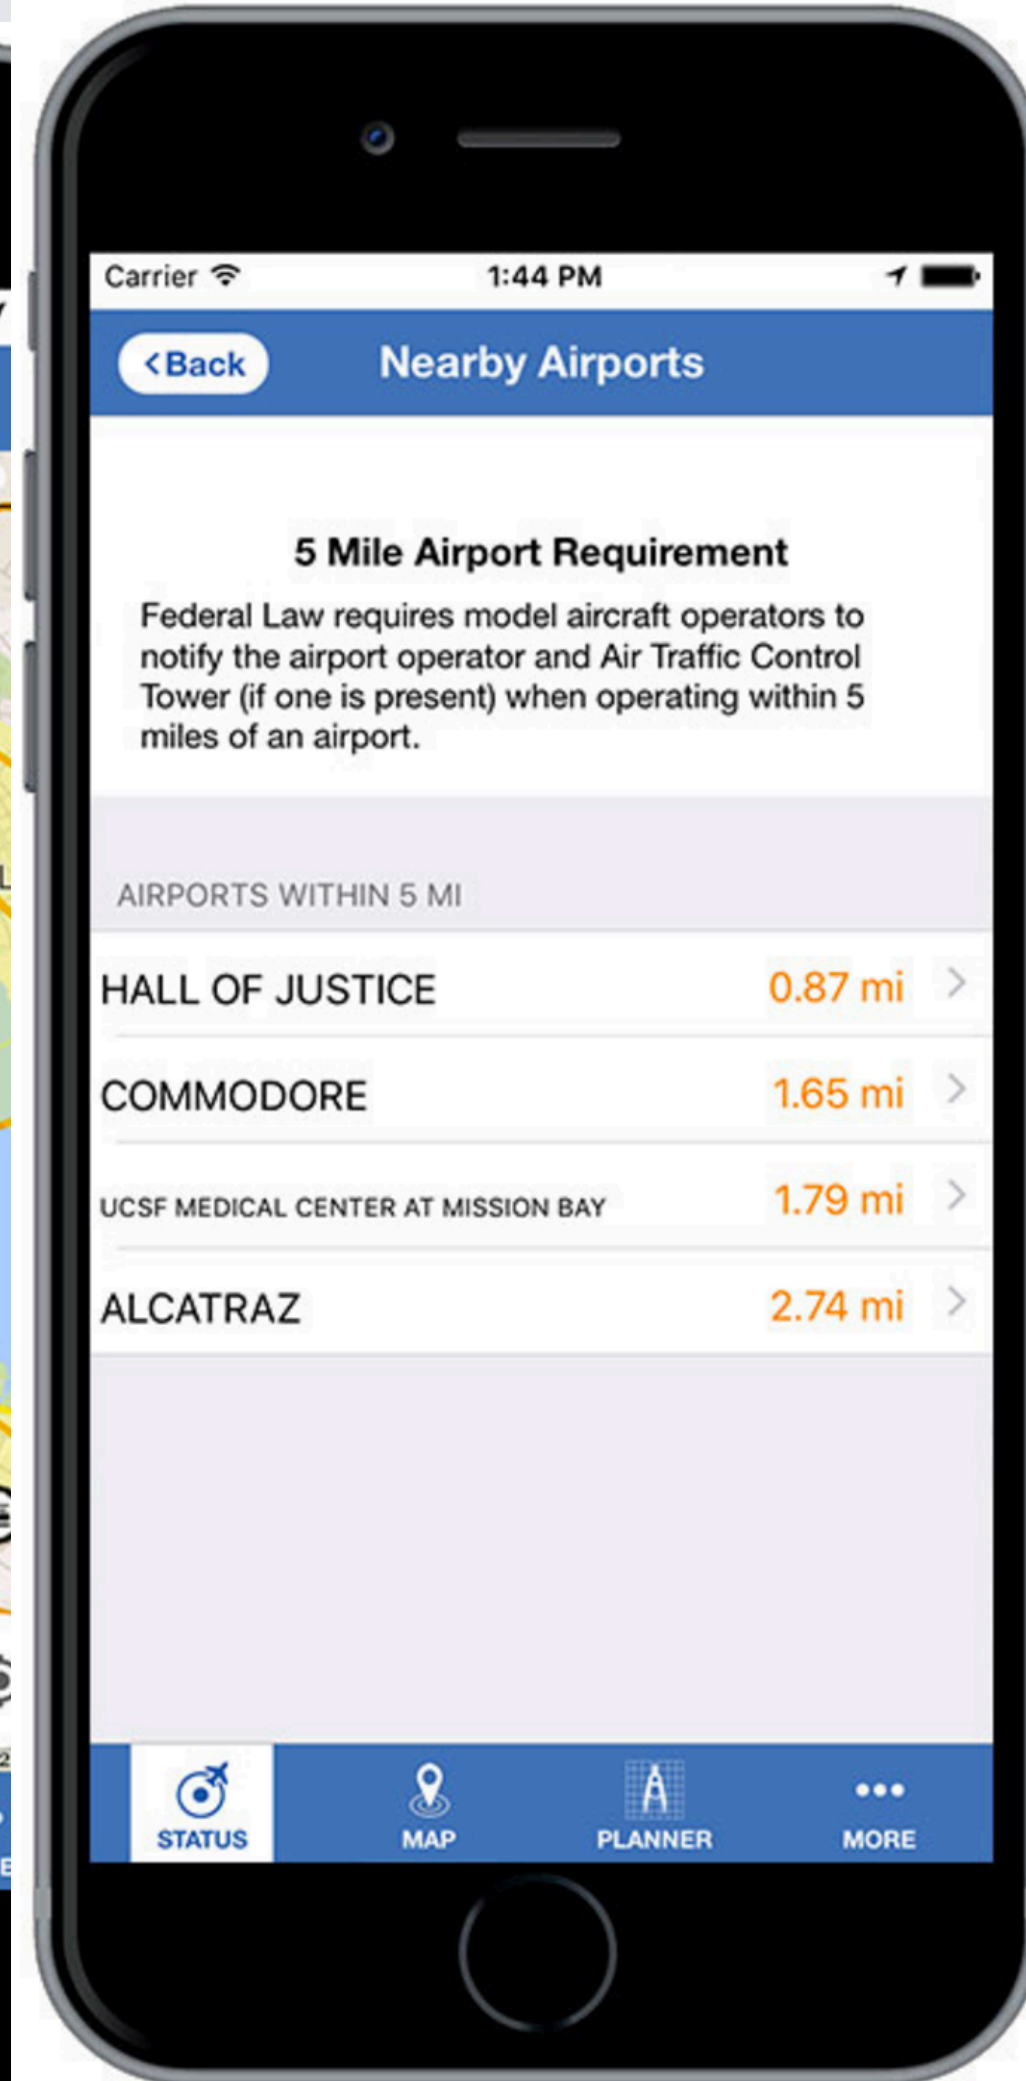 Carrier 1:44 PM
<Back Nearby Airports
5 Mile Airport Requirement
Federal Law requires model aircraft operators to
notify the airport operator and Air Traffic Control
Tower (if one is present) when operating within 5
miles of an airport.
AIRPORTS WITHIN 5 MI
HALL OF JUSTICE 0.87 mi >
COMMODORE 1.65 mi >
UCSF MEDICAL CENTER AT MISSION BAY 1.79 mi >
ALCATRAZ 2.74 mi >
STATUS MAP PLANNER MORE